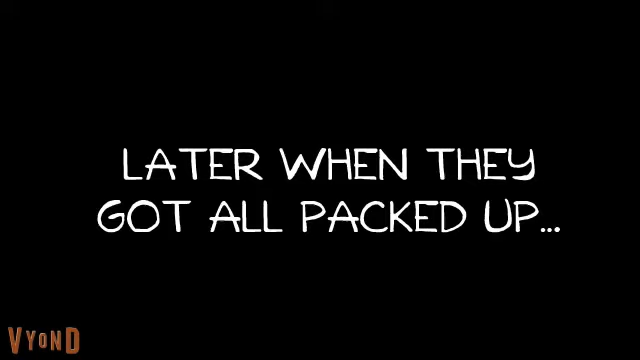 LATER WHEN THEY
GOT ALL PACKED UP...
VYOND